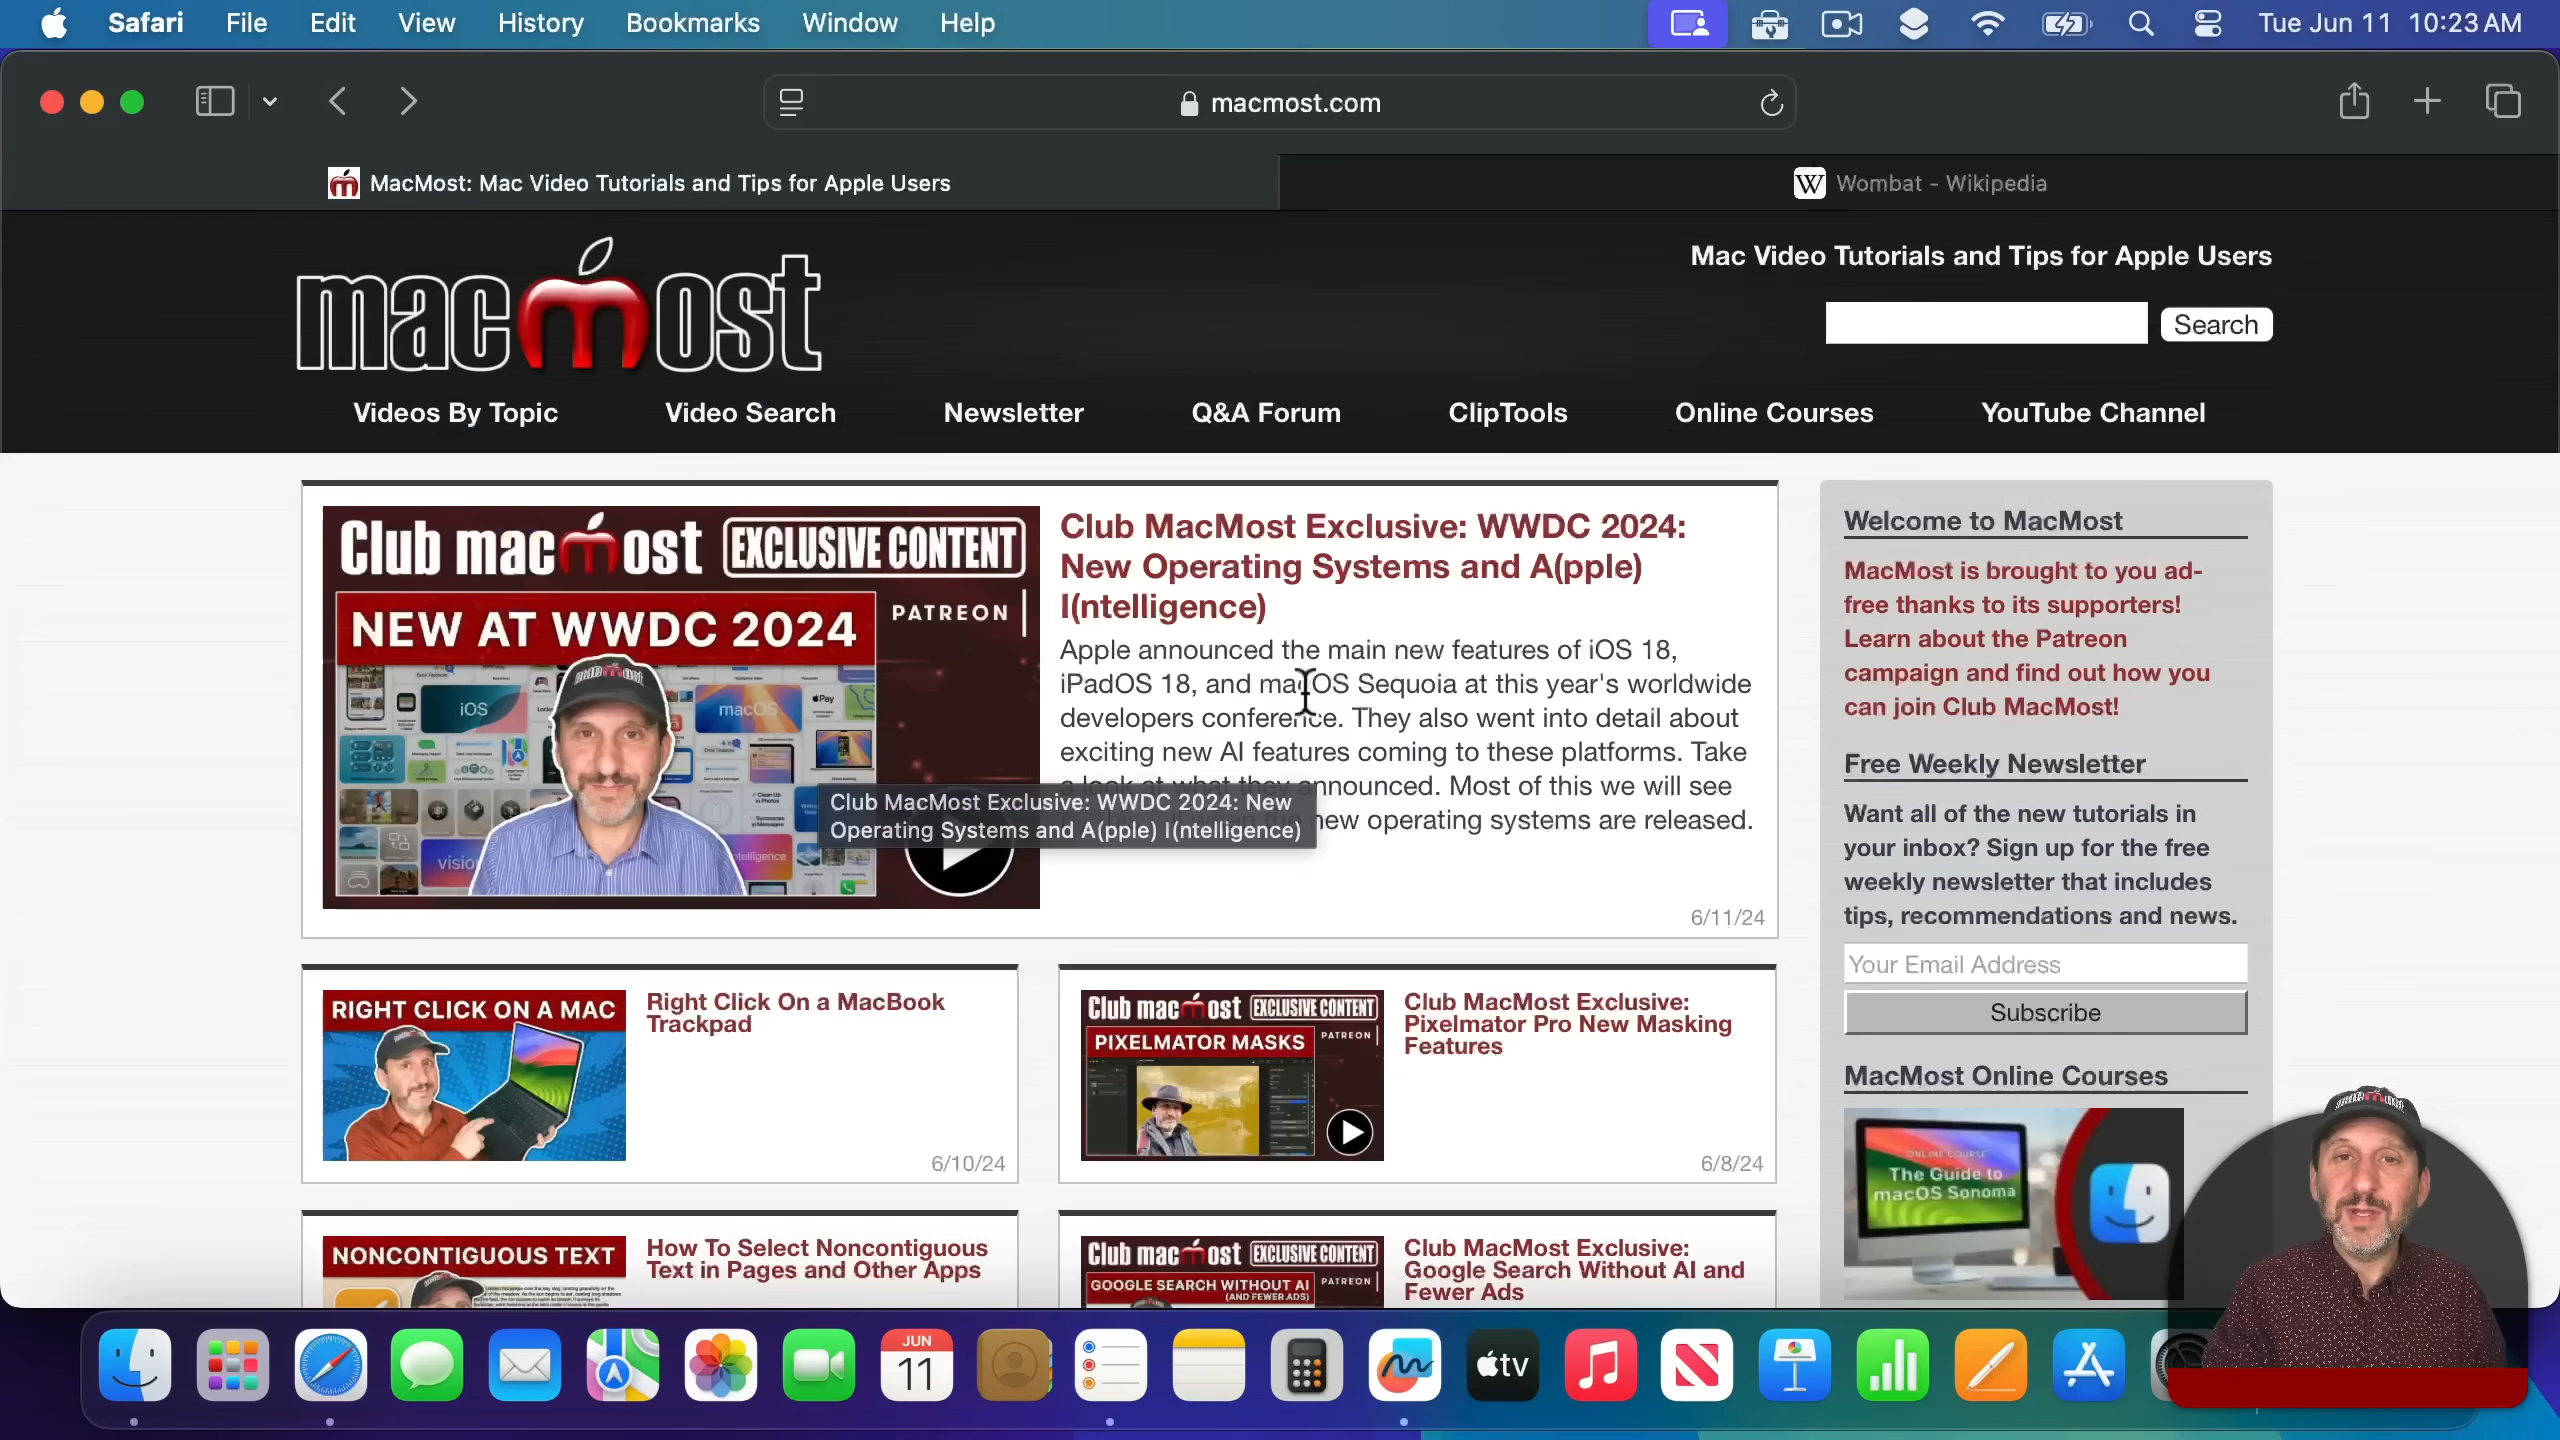 Safari File Edit View History Bookmarks Window Help Tue Jun 11 10:23 AM
macmost.com
MacMost: Mac Video Tutorials and Tips for Apple Users
Wombat - Wikipedia
macmost
Mac Video Tutorials and Tips for Apple Users
Search
Videos By Topic Video Search Newsletter Q&A Forum ClipTools Online Courses YouTube Channel
Club macmost EXCLUSIVE CONTENT
NEW AT WWDC 2024
PATREON
iOS
macOS
Pay
Club MacMost Exclusive: WWDC 2024:
New Operating Systems and A(pple)
I(ntelligence)
Apple announced the main new features of iOS 18,
iPadOS 18, and macOS Sequoia at this year's worldwide
developers conference. They also went into detail about
exciting new AI features coming to these platforms. Take
a look at what they announced. Most of this we will see
new operating systems are released.
Club MacMost Exclusive: WWDC 2024: New
Operating Systems and A(pple) I(ntelligence)
6/11/24
RIGHT CLICK ON A MAC
Right Click On a MacBook
Trackpad
6/10/24
Club macmost EXCLUSIVE CONTENT
PIXELMATOR MASKS
PATREON
Club MacMost Exclusive:
Pixelmator Pro New Masking
Features
6/8/24
NONCONTIGUOUS TEXT
How To Select Noncontiguous
Text in Pages and Other Apps
Club macmost EXCLUSIVE CONTENT
GOOGLE SEARCH WITHOUT AI
(AND FEWER ADS)
PATREON
Club MacMost Exclusive:
Google Search Without AI and
Fewer Ads
Welcome to MacMost
MacMost is brought to you ad-
free thanks to its supporters!
Learn about the Patreon
campaign and find out how you
can join Club MacMost!
Free Weekly Newsletter
Want all of the new tutorials in
your inbox? Sign up for the free
weekly newsletter that includes
tips, recommendations and news.
Your Email Address
Subscribe
MacMost Online Courses
ONLINE COURSE
The Guide to
macOS Sonoma
macmost
JUN
11
tv